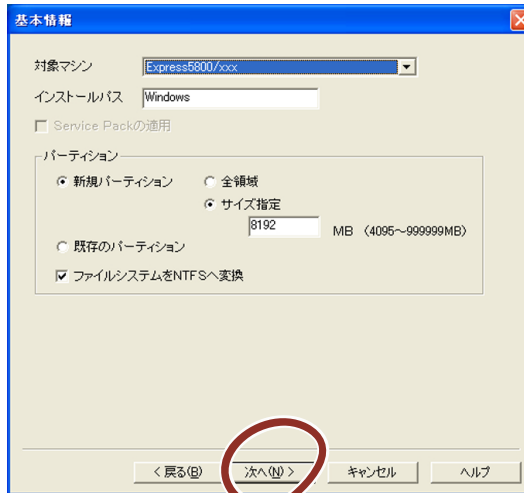 基本情報
対象マシン Express5800/xxx
インストールパス Windows
Service Packの適用
パーティション
新規パーティション 全領域
サイズ指定
8192 MB (4095～999999MB)
既存のパーティション
ファイルシステムをNTFSへ変換
< 戻る(B) 次へ(N) > キャンセル ヘルプ